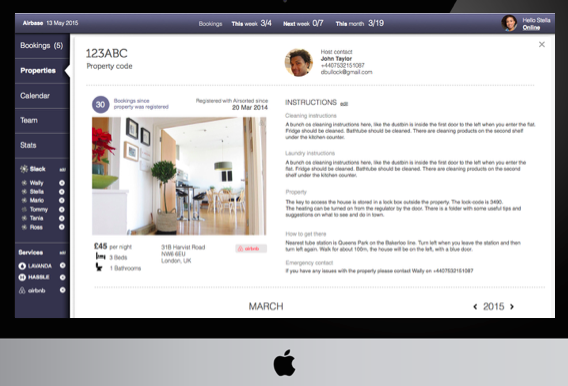 Airbase 13 May 2015
Bookings This week 3/4 Next week 0/7 This month 3/19
Hello Stella
Online
Bookings (5)
Properties
Calendar
Team
Stats
Slack
Wally
Stella
Mario
Tommy
Tania
Ross
Services
LAVANDA
HABBLE
airbnb
123ABC
Property code
Host contact
John Taylor
+4407532151087
dbullock@gmail.com
30
Bookings since
property was registered
Registered with Airsorted since
20 Mar 2014
£45 per night
3 Beds
1 Bathrooms
31B Harvist Road
NW6 6EU
London, UK
airbnb
INSTRUCTIONS edit
Cleaning instructions
A bunch os cleaning instructions here, like the dustbin is inside the first door to the left when you enter the flat.
Fridge should be cleaned. Bathtube should be cleaned. There are cleaning products on the second shelf
under the kitchen counter.
Laundry instructions
A bunch os cleaning instructions here, like the dustbin is inside the first door to the left when you enter the
flat. Fridge should be cleaned. Bathtube should be cleaned. There are cleaning products on the second
shelf under the kitchen counter.
Property
The key to access the house is stored in a lock box outside the property. The lock-code is 3490.
The heating can be turned on from the regulator by the door. There is a folder with some useful tips and
suggestions on what to see and do in town.
How to get there
Nearest tube station is Queens Park on the Bakerloo line. Turn left when you leave the station and then
turn left again. Walk for about 100m, the house will be on the left, with a blue door.
Emergency contact
If you have any issues with the property please contact Wally on +4407532151087
MARCH
2015